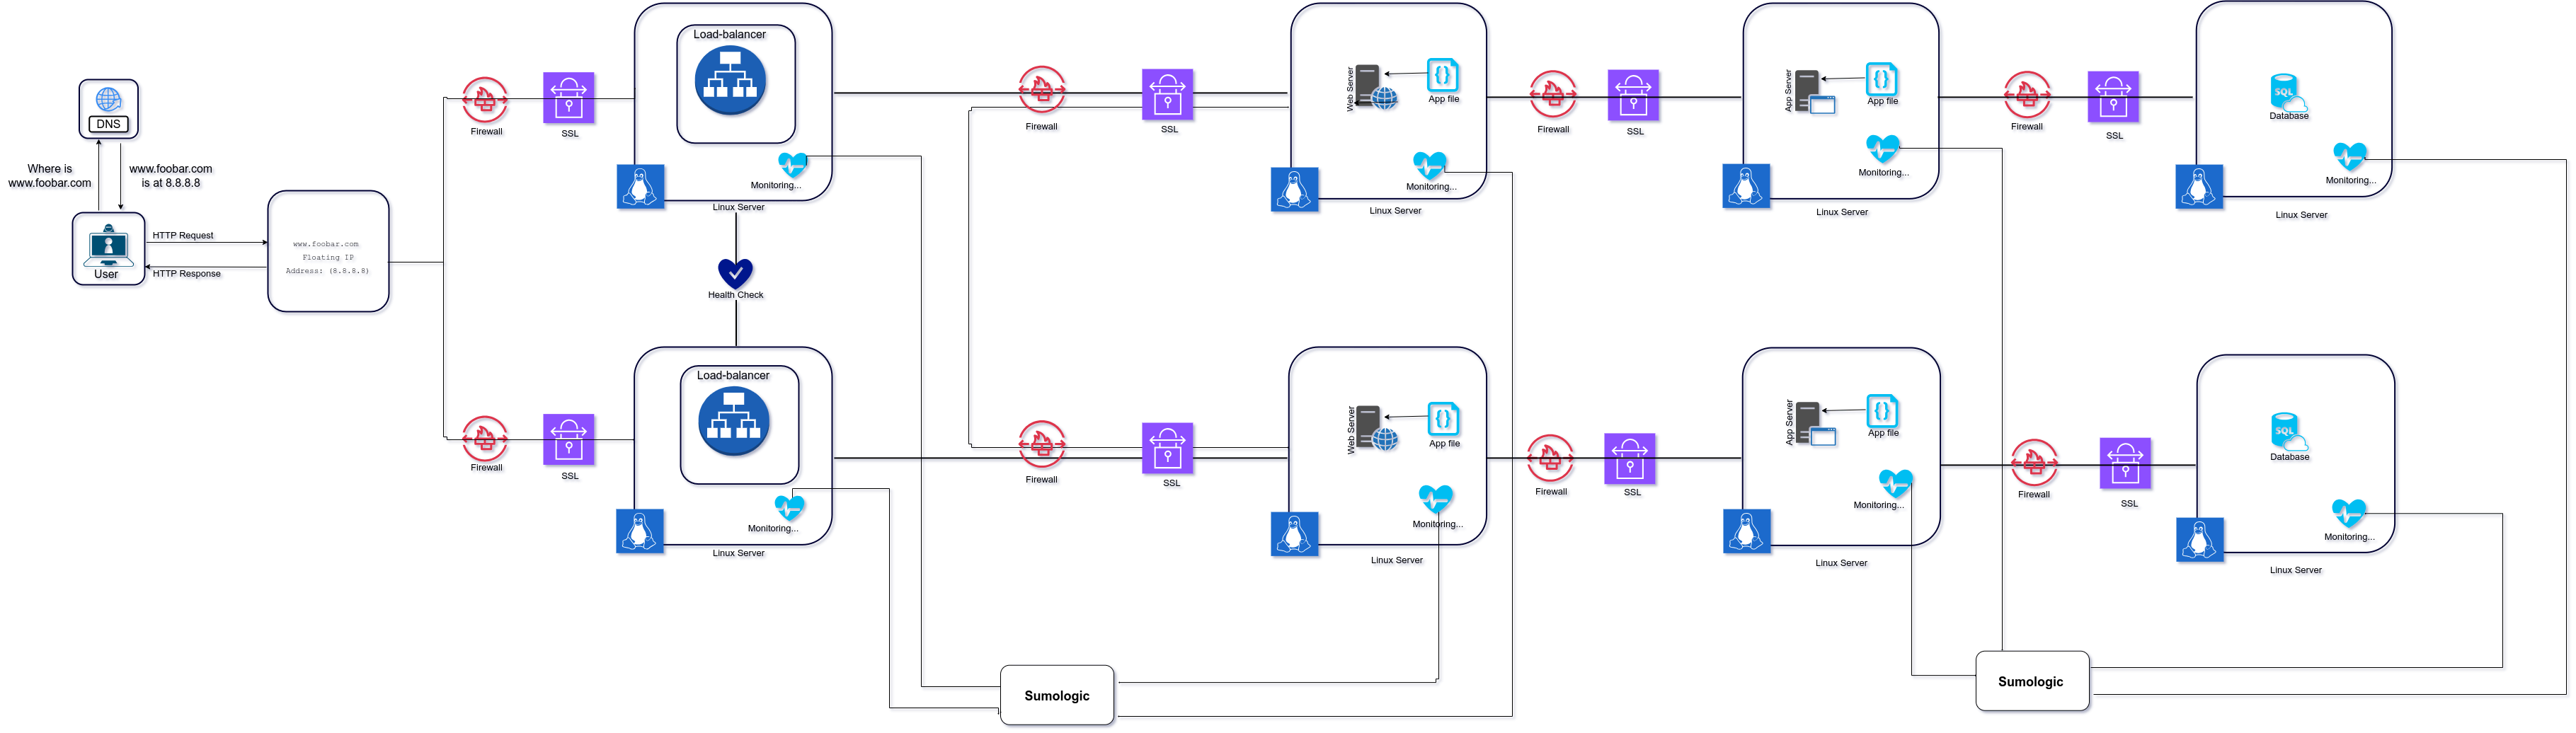 DNS
Where is
www.foobar.com
www.foobar.com
is at 8.8.8.8
User
HTTP Request
HTTP Response
www.foobar.com
Floating IP
Address: (8.8.8.8)
Firewall
SSL
Load-balancer
Monitoring...
Linux Server
Health Check
Firewall
SSL
Load-balancer
Monitoring...
Linux Server
Firewall
SSL
Web Server
App file
Monitoring...
Linux Server
Firewall
SSL
App Server
App file
Monitoring...
Linux Server
Firewall
SSL
SQL
Database
Monitoring...
Linux Server
Firewall
SSL
Web Server
App file
Monitoring...
Linux Server
Firewall
SSL
App Server
App file
Monitoring...
Linux Server
Firewall
SSL
SQL
Database
Monitoring...
Linux Server
Sumologic
Sumologic